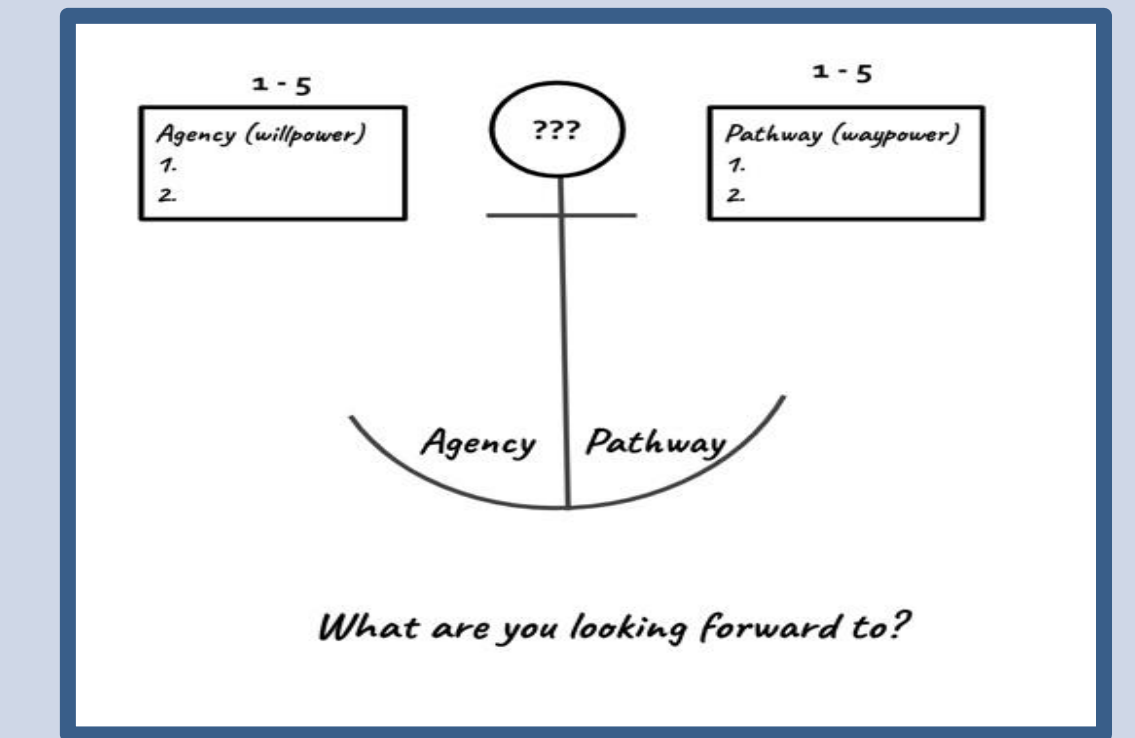 1 - 5
Agency (willpower)
1.
2.
???
1 - 5
Pathway (waypower)
1.
2.
Agency
Pathway
What are you looking forward to?